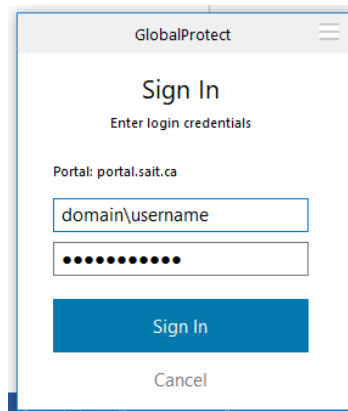 GlobalProtect
Sign In
Enter login credentials
Portal: portal.sait.ca
domain\username
●●●●●●●●●●●
Sign In
Cancel